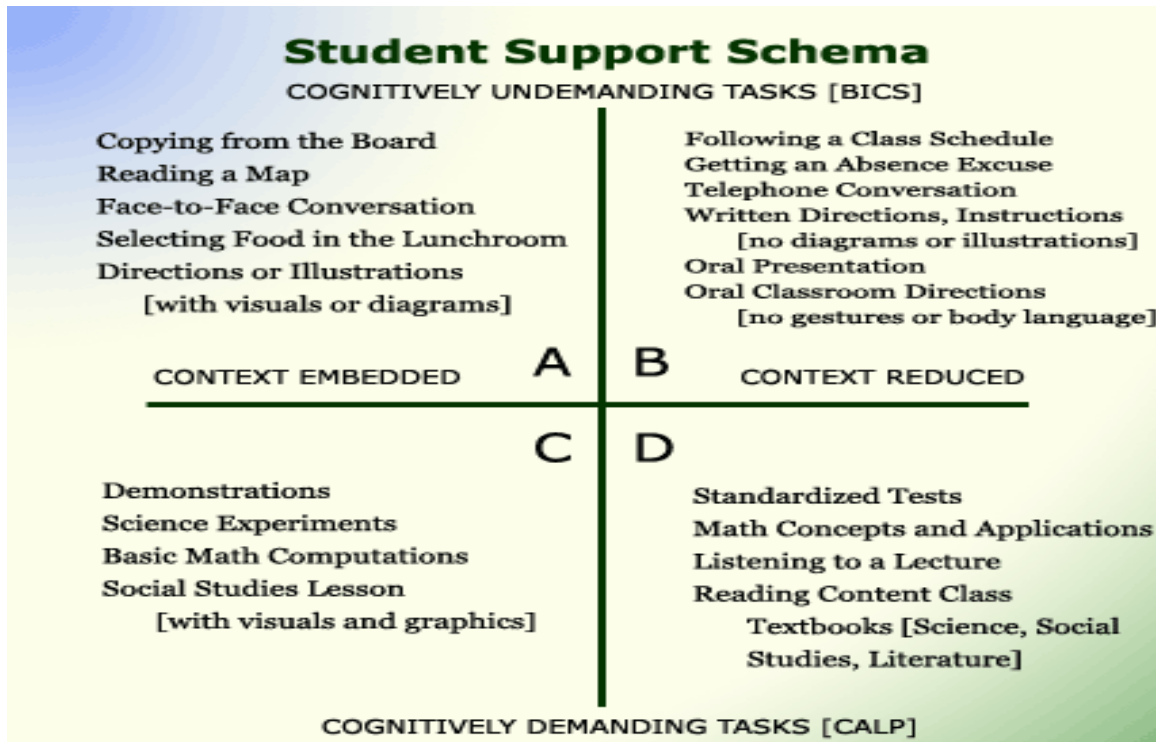 Student Support Schema
COGNITIVELY UNDEMANDING TASKS [BICS]
Copying from the Board
Reading a Map
Face-to-Face Conversation
Selecting Food in the Lunchroom
Directions or Illustrations
[with visuals or diagrams]
Following a Class Schedule
Getting an Absence Excuse
Telephone Conversation
Written Directions, Instructions
[no diagrams or illustrations]
Oral Presentation
Oral Classroom Directions
[no gestures or body language]
CONTEXT EMBEDDED
A
B
CONTEXT REDUCED
C
D
Demonstrations
Science Experiments
Basic Math Computations
Social Studies Lesson
[with visuals and graphics]
Standardized Tests
Math Concepts and Applications
Listening to a Lecture
Reading Content Class
Textbooks [Science, Social
Studies, Literature]
COGNITIVELY DEMANDING TASKS [CALP]